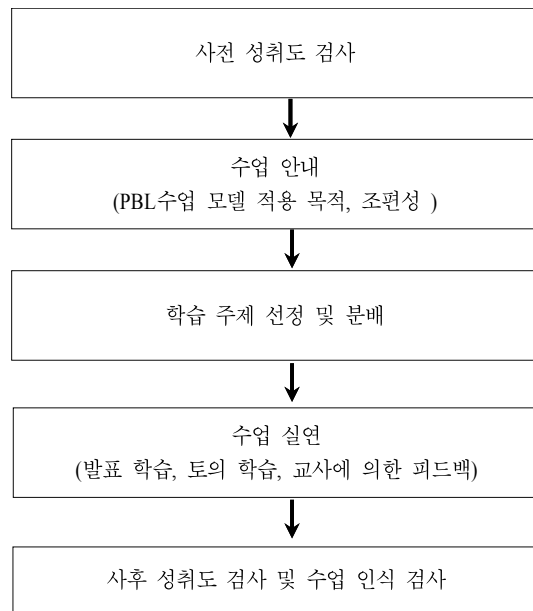 사전 성취도 검사
수업 안내
(PBL수업 모델 적용 목적, 조편성 )
학습 주제 선정 및 분배
수업 실연
(발표 학습, 토의 학습, 교사에 의한 피드백)
사후 성취도 검사 및 수업 인식 검사